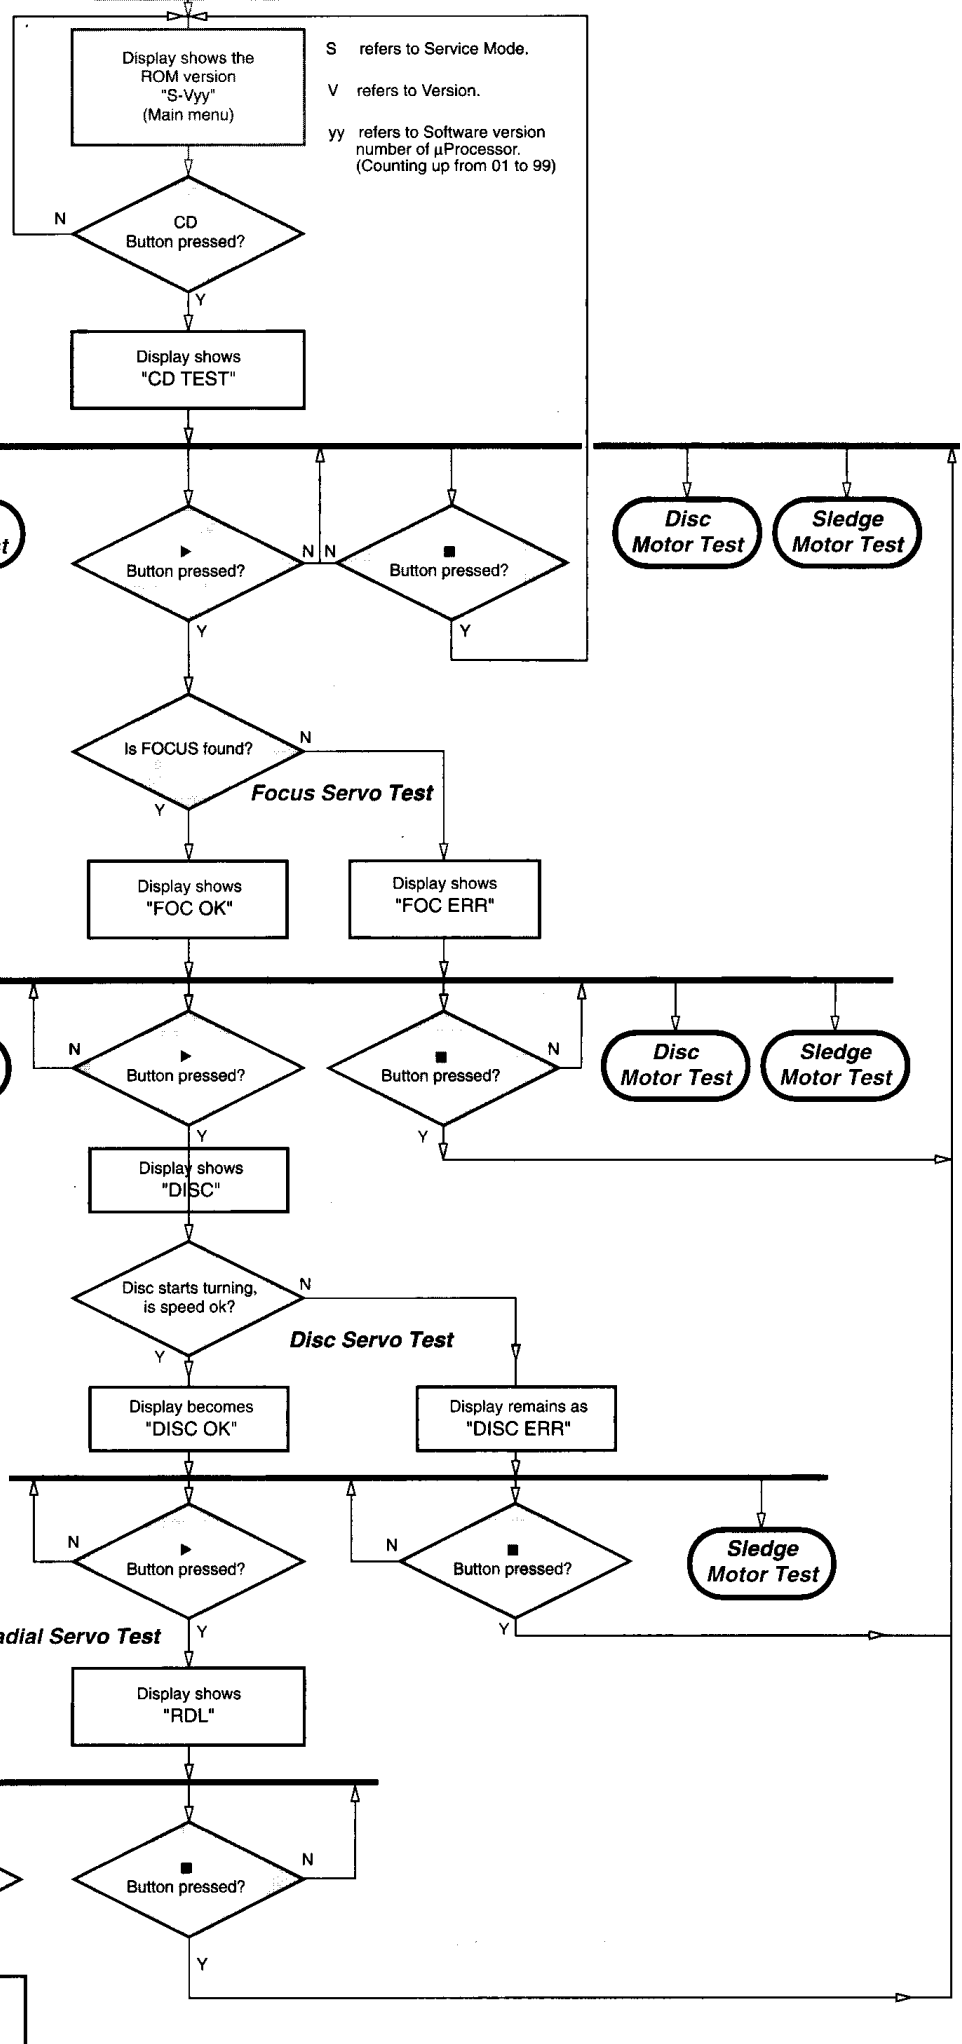 Display shows the
ROM version
"S-Vyy"
(Main menu)
S refers to Service Mode.
V refers to Version.
yy refers to Software version
number of μProcessor.
(Counting up from 01 to 99)
CD
Button pressed?
N
Y
Display shows
"CD TEST"
▶
Button pressed?
N
N
■
Button pressed?
Y
Y
Disc
Motor Test
Sledge
Motor Test
Is FOCUS found?
N
Y
Focus Servo Test
Display shows
"FOC OK"
Display shows
"FOC ERR"
N
▶
Button pressed?
Y
■
Button pressed?
N
Y
Disc
Motor Test
Sledge
Motor Test
Display shows
"DISC"
Disc starts turning,
is speed ok?
N
Y
Disc Servo Test
Display becomes
"DISC OK"
Display remains as
"DISC ERR"
N
▶
Button pressed?
Y
N
■
Button pressed?
Y
Sledge
Motor Test
adial Servo Test
Display shows
"RDL"
■
Button pressed?
N
Y